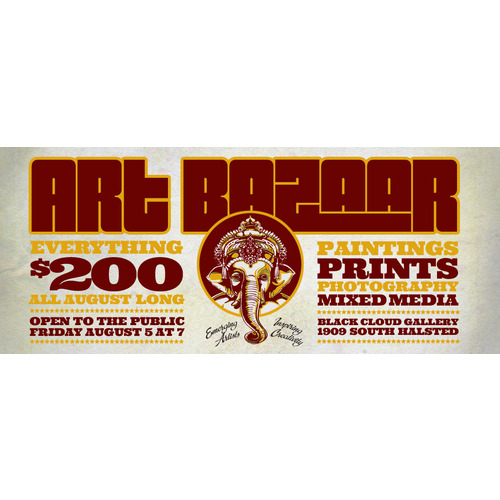 ART BAZAAR
EVERYTHING
$200
ALL AUGUST LONG
OPEN TO THE PUBLIC
FRIDAY AUGUST 5 AT 7
Emerging
Artists
Inspiring
Creativity
PAINTINGS
PRINTS
PHOTOGRAPHY
MIXED MEDIA
BLACK CLOUD GALLERY
1909 SOUTH HALSTED